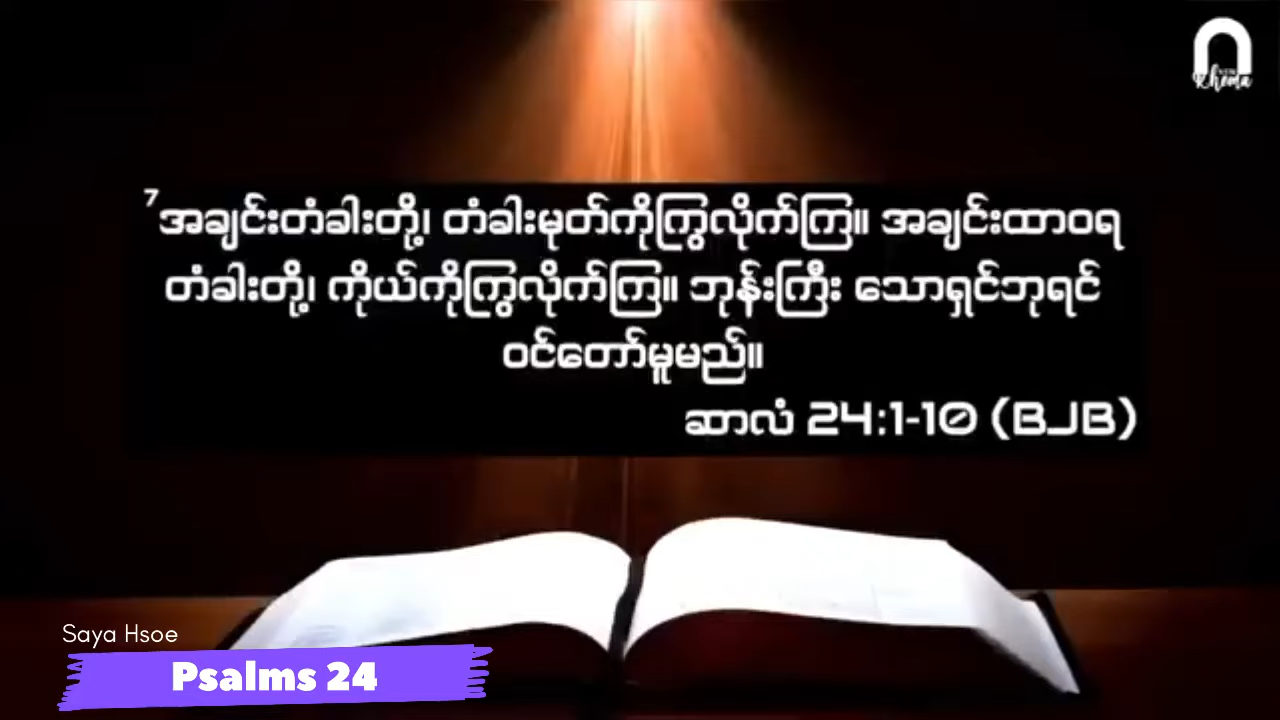 7အချင်းတံခါးတို့၊ တံခါးမုတ်ကိုကြွလိုက်ကြ။ အချင်းထာဝရ
တံခါးတို့၊ ကိုယ်ကိုကြွလိုက်ကြ။ ဘုန်းကြီး သောရှင်ဘုရင်
ဝင်တော်မူမည်။
ဆာလံ 24:1-10 (BJB)
Saya Hsoe
Psalms 24